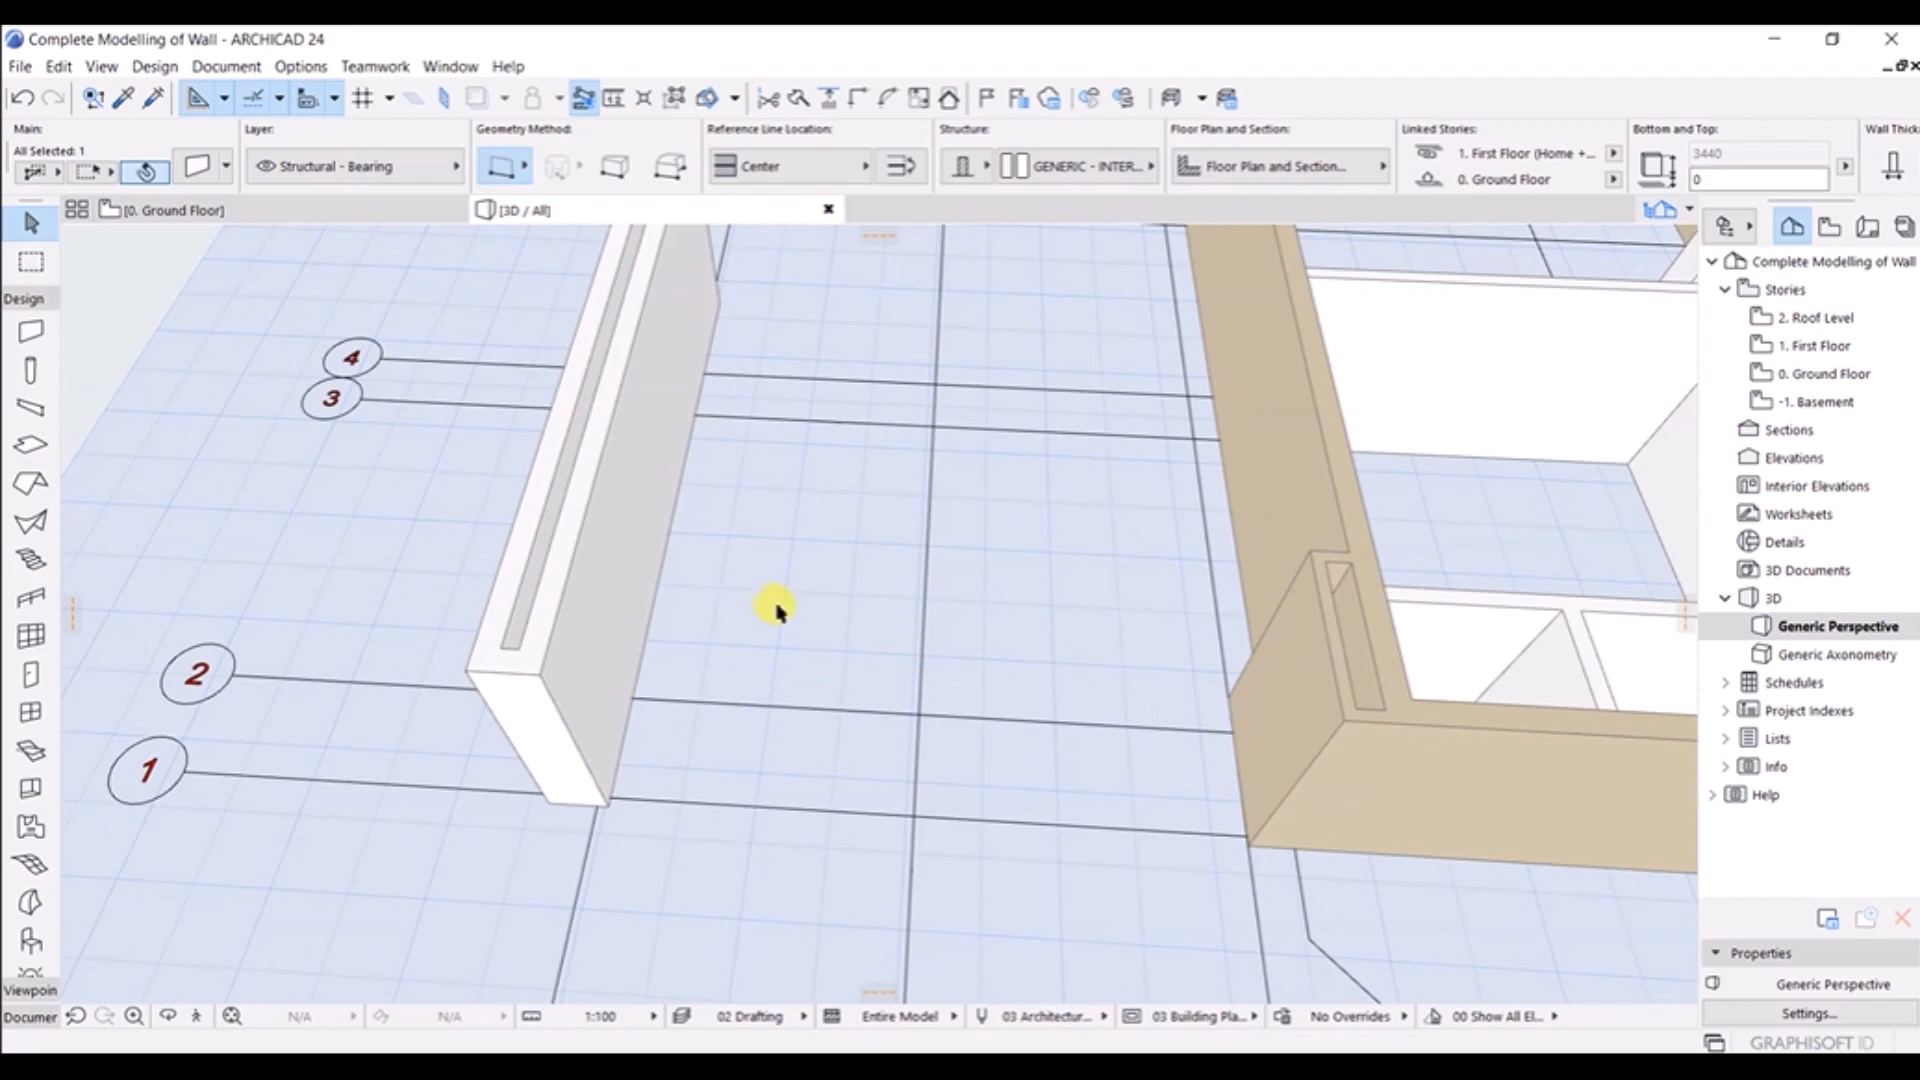 Complete Modelling of Wall - ARCHICAD 24
File Edit View Design Document Options Teamwork Window Help
Main:
All Selected: 1
Layer:
Structural - Bearing
Geometry Method:
Reference Line Location:
Center
Structure:
GENERIC - INTER...
Floor Plan and Section:
Floor Plan and Section...
Linked Stories:
1. First Floor (Home +...
0. Ground Floor
Bottom and Top:
3440
0
Wall Thick
[0. Ground Floor]
[3D / All]
Design
4
3
2
1
Complete Modelling of Wall
Stories
2. Roof Level
1. First Floor
0. Ground Floor
-1. Basement
Sections
Elevations
Interior Elevations
Worksheets
Details
3D Documents
3D
Generic Perspective
Generic Axonometry
Schedules
Project Indexes
Lists
Info
Help
Properties
Generic Perspective
Settings...
Viewpoin
Documer
N/A
N/A
1:100
02 Drafting
Entire Model
03 Architectur...
03 Building Pla...
No Overrides
00 Show All El...
GRAPHISOFT ID